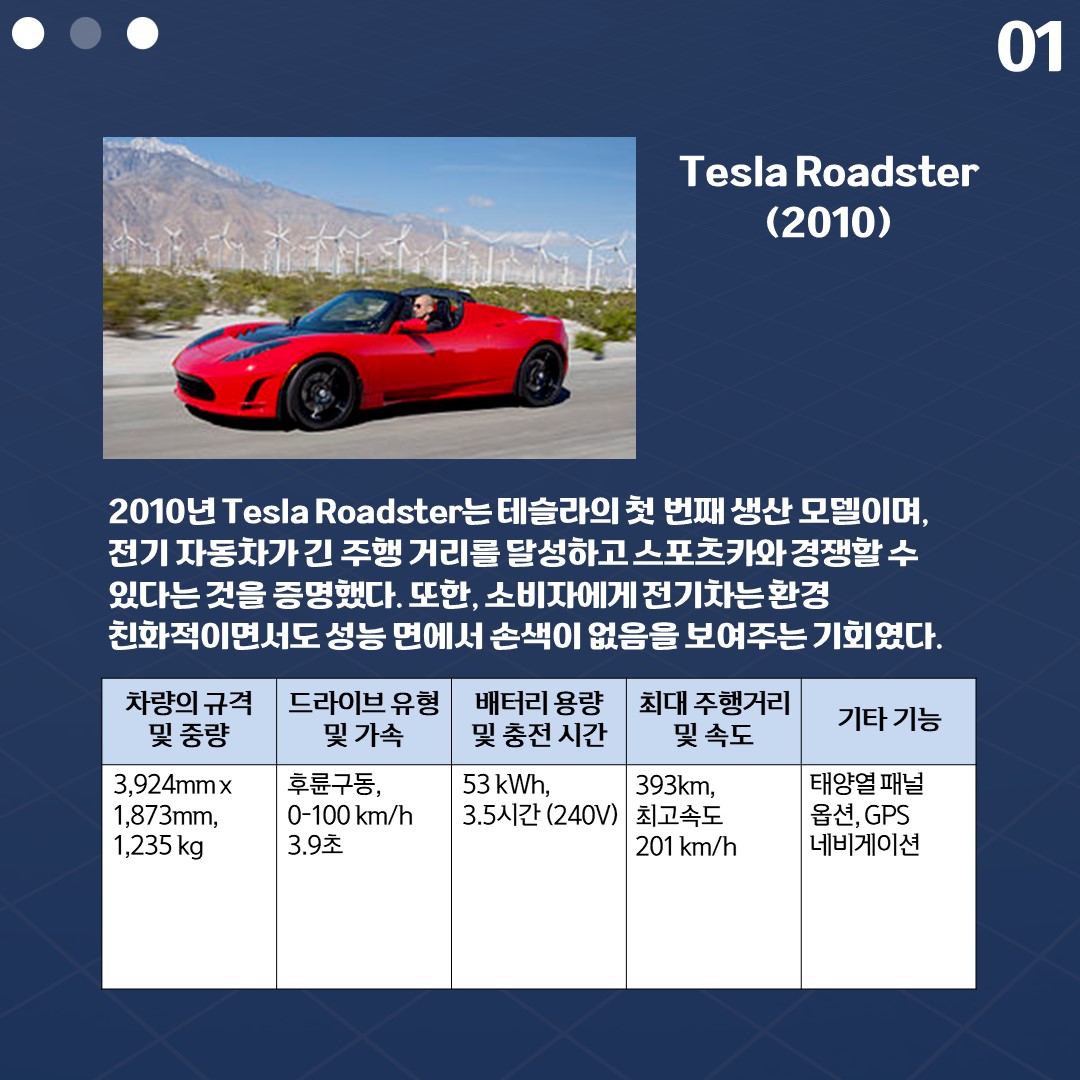 01
Tesla Roadster
(2010)
2010년 Tesla Roadster는 테슬라의 첫 번째 생산 모델이며,
전기 자동차가 긴 주행 거리를 달성하고 스포츠카와 경쟁할 수
있다는 것을 증명했다. 또한, 소비자에게 전기차는 환경
친화적이면서도 성능 면에서 손색이 없음을 보여주는 기회였다.
차량의 규격
및 중량
드라이브 유형
및 가속
배터리 용량
및 충전 시간
최대 주행거리
및 속도
기타 기능
3,924mm x
1,873mm,
1,235 kg
후륜구동,
0-100 km/h
3.9초
53 kWh,
3.5시간 (240V)
393km,
최고속도
201 km/h
태양열 패널
옵션, GPS
네비게이션